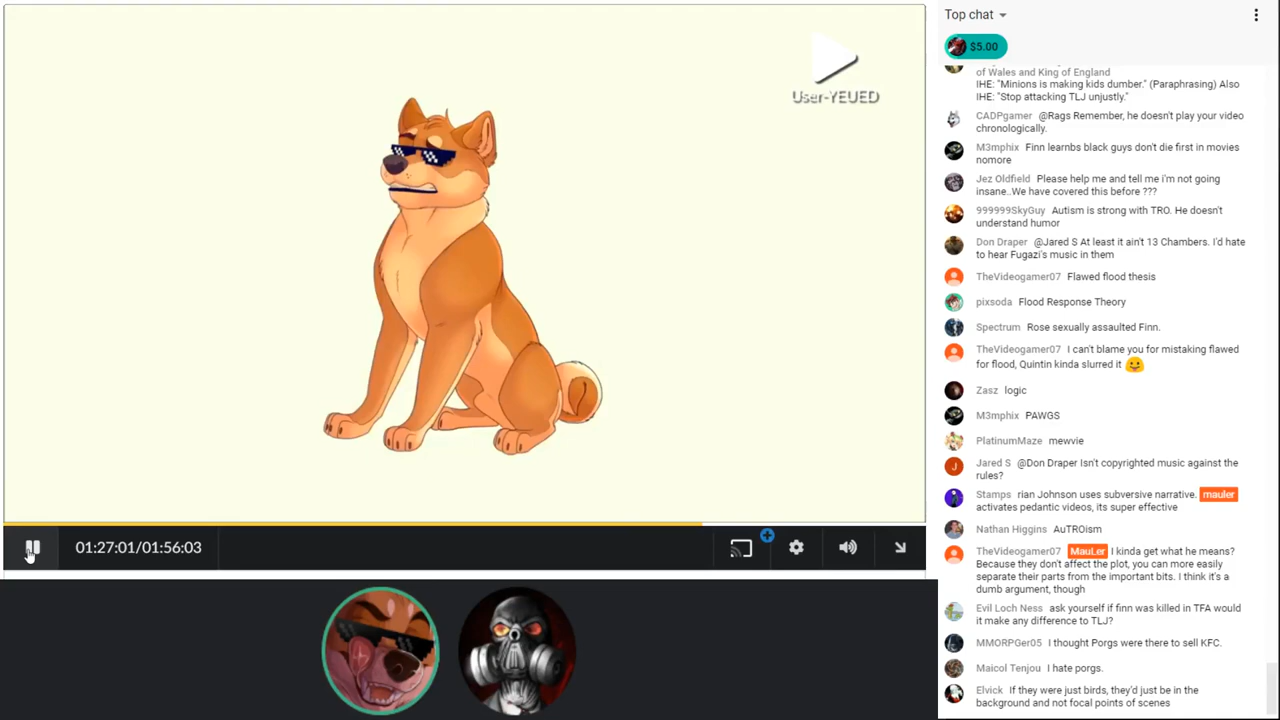 User-YEUED
01:27:01/01:56:03
Top chat
$5.00
of Wales and King of England
IHE: "Minions is making kids dumber." (Paraphrasing) Also
IHE: "Stop attacking TLJ unjustly."
CADPgamer @Rags Remember, he doesn't play your video
chronologically.
M3mphix Finn learnbs black guys don't die first in movies
nomore
Jez Oldfield Please help me and tell me i'm not going
insane..We have covered this before ???
999999SkyGuy Autism is strong with TRO. He doesn't
understand humor
Don Draper @Jared S At least it ain't 13 Chambers. I'd hate
to hear Fugazi's music in them
TheVideogamer07 Flawed flood thesis
pixsoda Flood Response Theory
Spectrum Rose sexually assaulted Finn.
TheVideogamer07 I can't blame you for mistaking flawed
for flood, Quintin kinda slurred it
Zasz logic
M3mphix PAWGS
PlatinumMaze mewvie
J Jared S @Don Draper Isn't copyrighted music against the
rules?
Stamps rian Johnson uses subversive narrative. mauler
activates pedantic videos, its super effective
Nathan Higgins AuTROism
TheVideogamer07 MauLer I kinda get what he means?
Because they don't affect the plot, you can more easily
separate their parts from the important bits. I think it's a
dumb argument, though
Evil Loch Ness ask yourself if finn was killed in TFA would
it make any difference to TLJ?
MMORPGer05 I thought Porgs were there to sell KFC.
Maicol Tenjou I hate porgs.
Elvick If they were just birds, they'd just be in the
background and not focal points of scenes